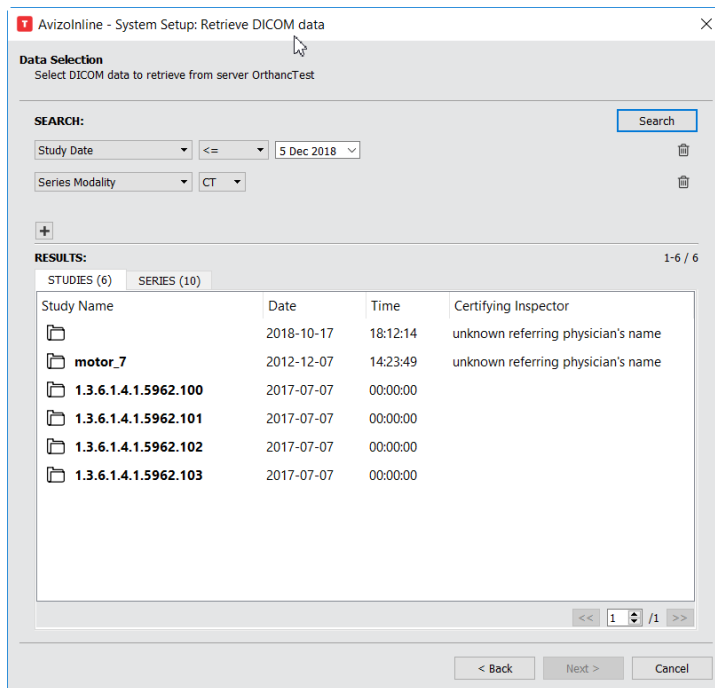 T AvizoInline - System Setup: Retrieve DICOM data
Data Selection
Select DICOM data to retrieve from server OrthancTest
SEARCH: Search
Study Date <= 5 Dec 2018
Series Modality CT
+
RESULTS: 1-6 / 6
STUDIES (6) SERIES (10)
Study Name Date Time Certifying Inspector
2018-10-17 18:12:14 unknown referring physician's name
motor_7 2012-12-07 14:23:49 unknown referring physician's name
1.3.6.1.4.1.5962.100 2017-07-07 00:00:00
1.3.6.1.4.1.5962.101 2017-07-07 00:00:00
1.3.6.1.4.1.5962.102 2017-07-07 00:00:00
1.3.6.1.4.1.5962.103 2017-07-07 00:00:00
<< 1 /1 >>
< Back Next > Cancel